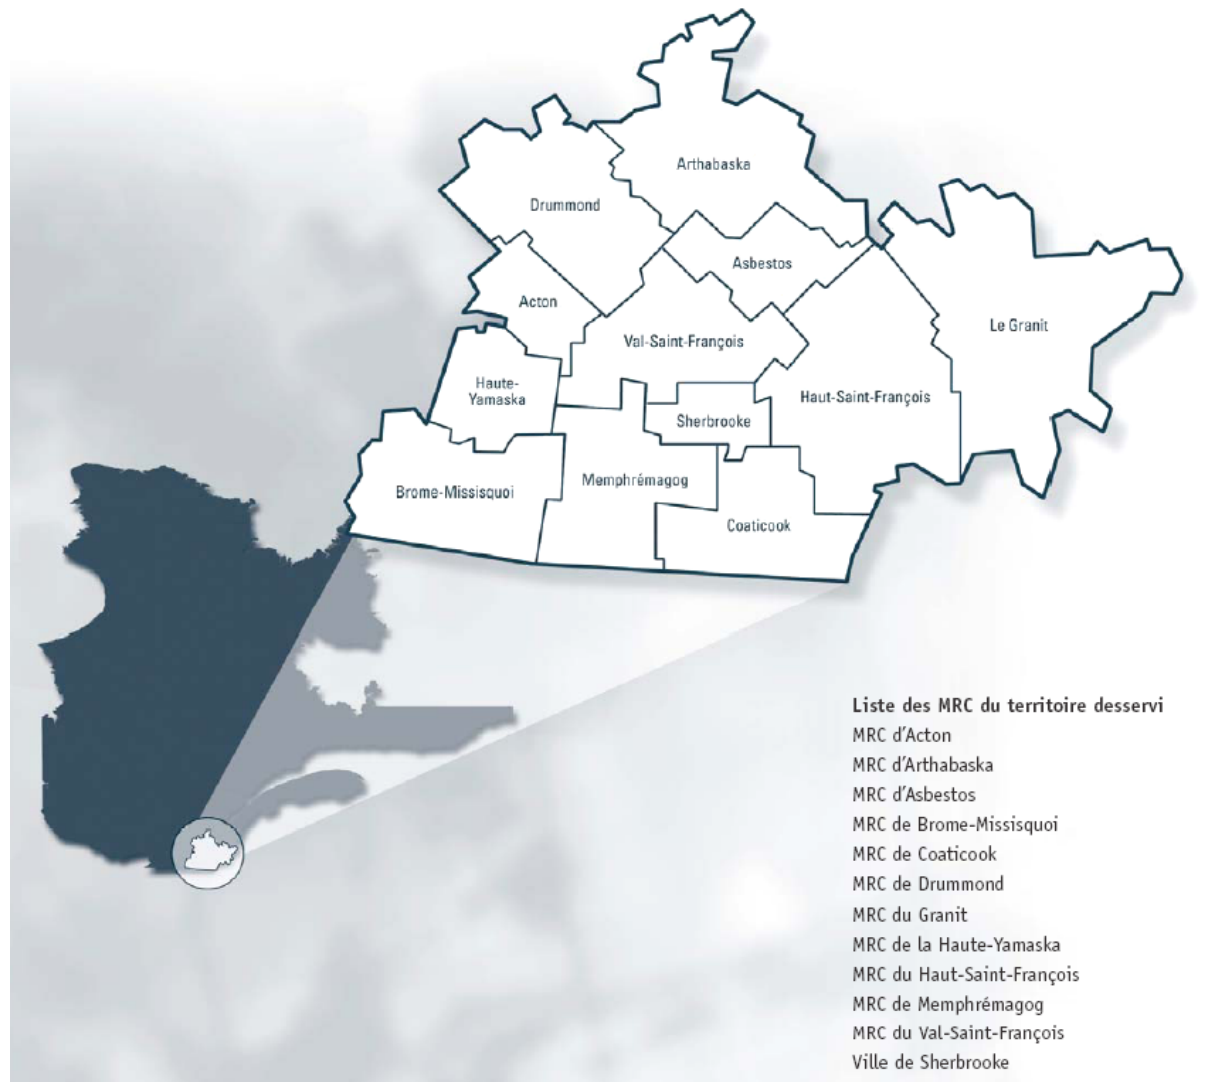 Arthabaska
Drummond
Asbestos
Acton
Le Granit
Val-Saint-François
Haute-
Yamaska
Haut-Saint-François
Sherbrooke
Memphrémagog
Brome-Missisquoi
Coaticook
Liste des MRC du territoire desservi
MRC d'Acton
MRC d'Arthabaska
MRC d'Asbestos
MRC de Brome-Missisquoi
MRC de Coaticook
MRC de Drummond
MRC du Granit
MRC de la Haute-Yamaska
MRC du Haut-Saint-François
MRC de Memphrémagog
MRC du Val-Saint-François
Ville de Sherbrooke